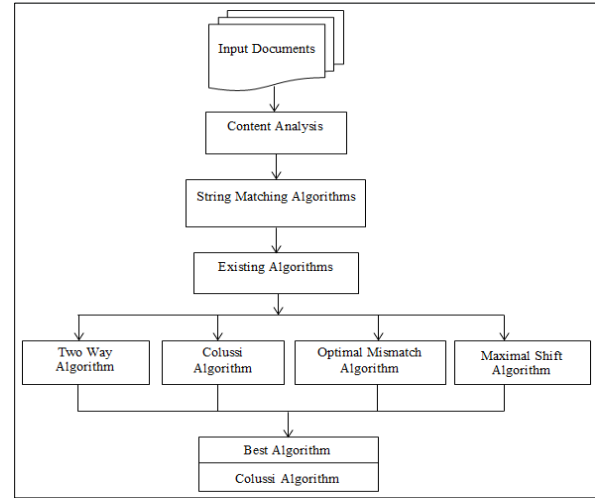 Input Documents
Content Analysis
String Matching Algorithms
Existing Algorithms
Two Way
Algorithm
Colussi
Algorithm
Optimal Mismatch
Algorithm
Maximal Shift
Algorithm
Best Algorithm
Colussi Algorithm